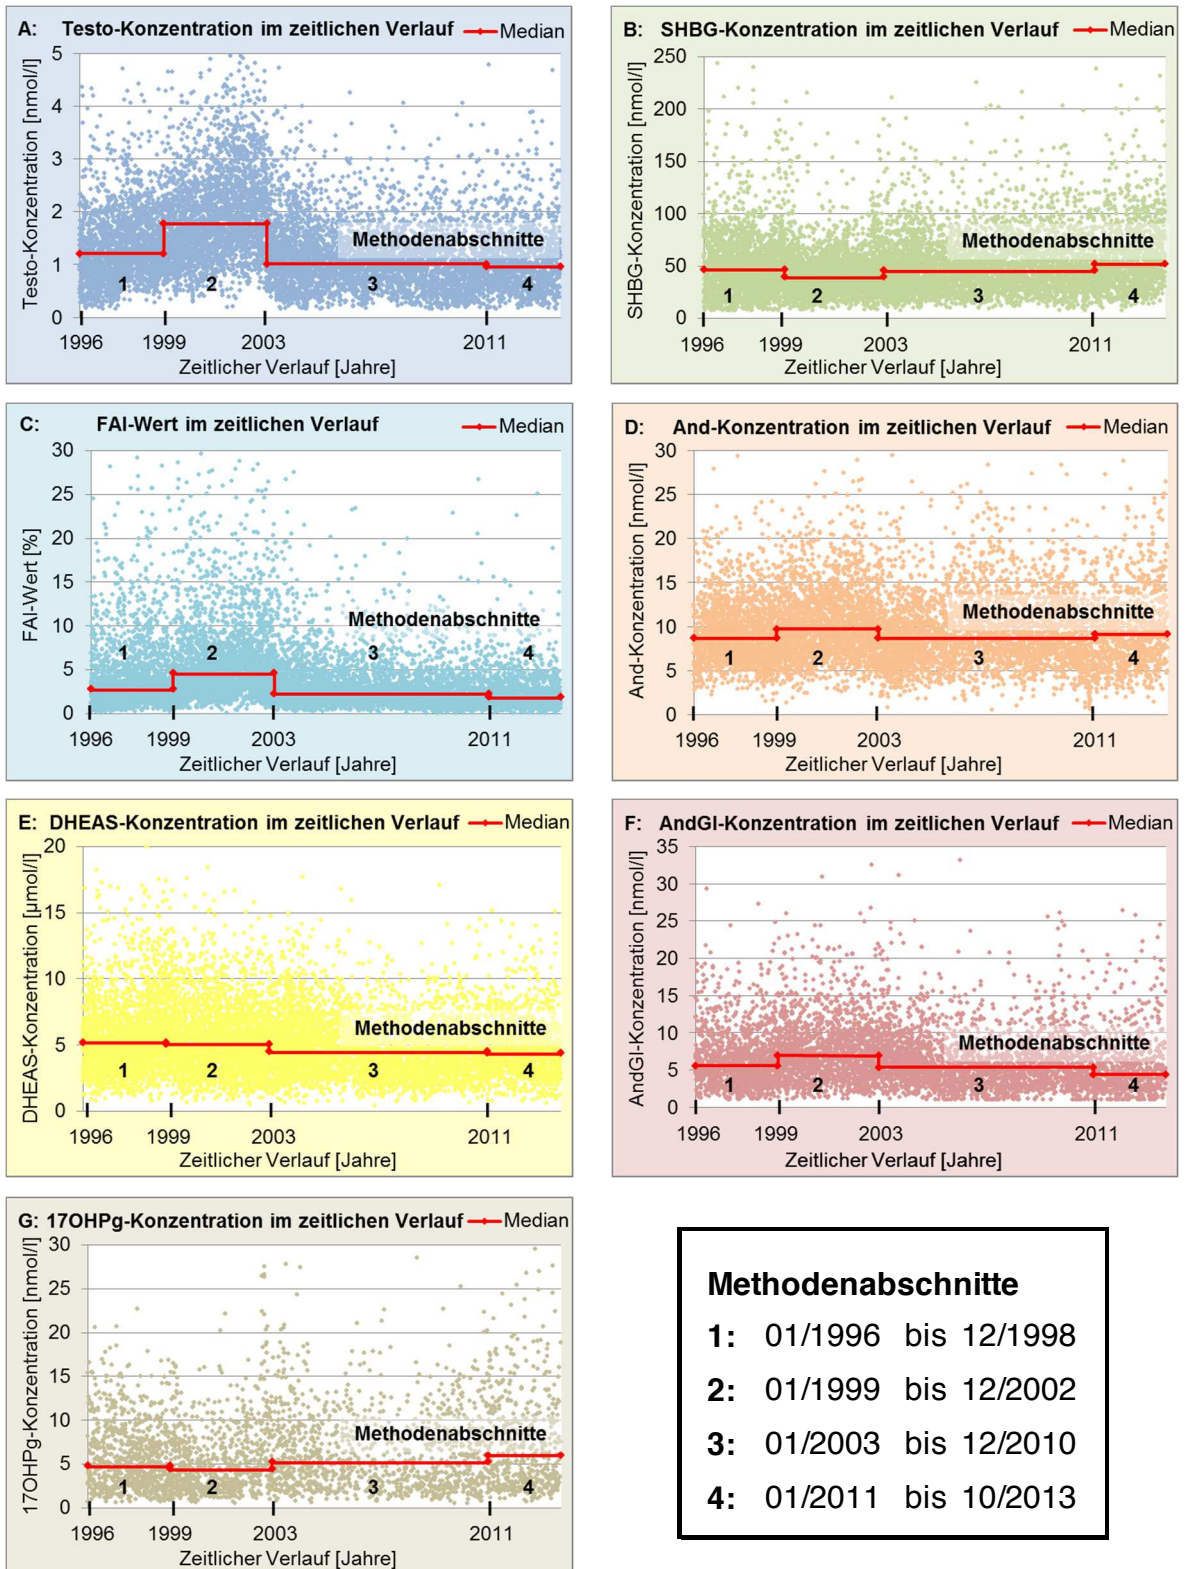 A: Testo-Konzentration im zeitlichen Verlauf Median
Testo-Konzentration [nmol/l]
5
4
3
2
1
0
Methodenabschnitte
1 2 3 4
1996 1999 2003 2011
Zeitlicher Verlauf [Jahre]
B: SHBG-Konzentration im zeitlichen Verlauf Median
SHBG-Konzentration [nmol/l]
250
200
150
100
50
0
Methodenabschnitte
1 2 3 4
1996 1999 2003 2011
Zeitlicher Verlauf [Jahre]
C: FAI-Wert im zeitlichen Verlauf Median
FAI-Wert [%]
30
25
20
15
10
5
0
Methodenabschnitte
1 2 3 4
1996 1999 2003 2011
Zeitlicher Verlauf [Jahre]
D: And-Konzentration im zeitlichen Verlauf Median
And-Konzentration [nmol/l]
30
25
20
15
10
5
0
Methodenabschnitte
1 2 3 4
1996 1999 2003 2011
Zeitlicher Verlauf [Jahre]
E: DHEAS-Konzentration im zeitlichen Verlauf Median
DHEAS-Konzentration [µmol/l]
20
15
10
5
0
Methodenabschnitte
1 2 3 4
1996 1999 2003 2011
Zeitlicher Verlauf [Jahre]
F: AndGl-Konzentration im zeitlichen Verlauf Median
AndGl-Konzentration [nmol/l]
35
30
25
20
15
10
5
0
Methodenabschnitte
1 2 3 4
1996 1999 2003 2011
Zeitlicher Verlauf [Jahre]
G: 17OHPg-Konzentration im zeitlichen Verlauf Median
17OHPg-Konzentration [nmol/l]
30
25
20
15
10
5
0
Methodenabschnitte
1 2 3 4
1996 1999 2003 2011
Zeitlicher Verlauf [Jahre]
Methodenabschnitte
1: 01/1996 bis 12/1998
2: 01/1999 bis 12/2002
3: 01/2003 bis 12/2010
4: 01/2011 bis 10/2013